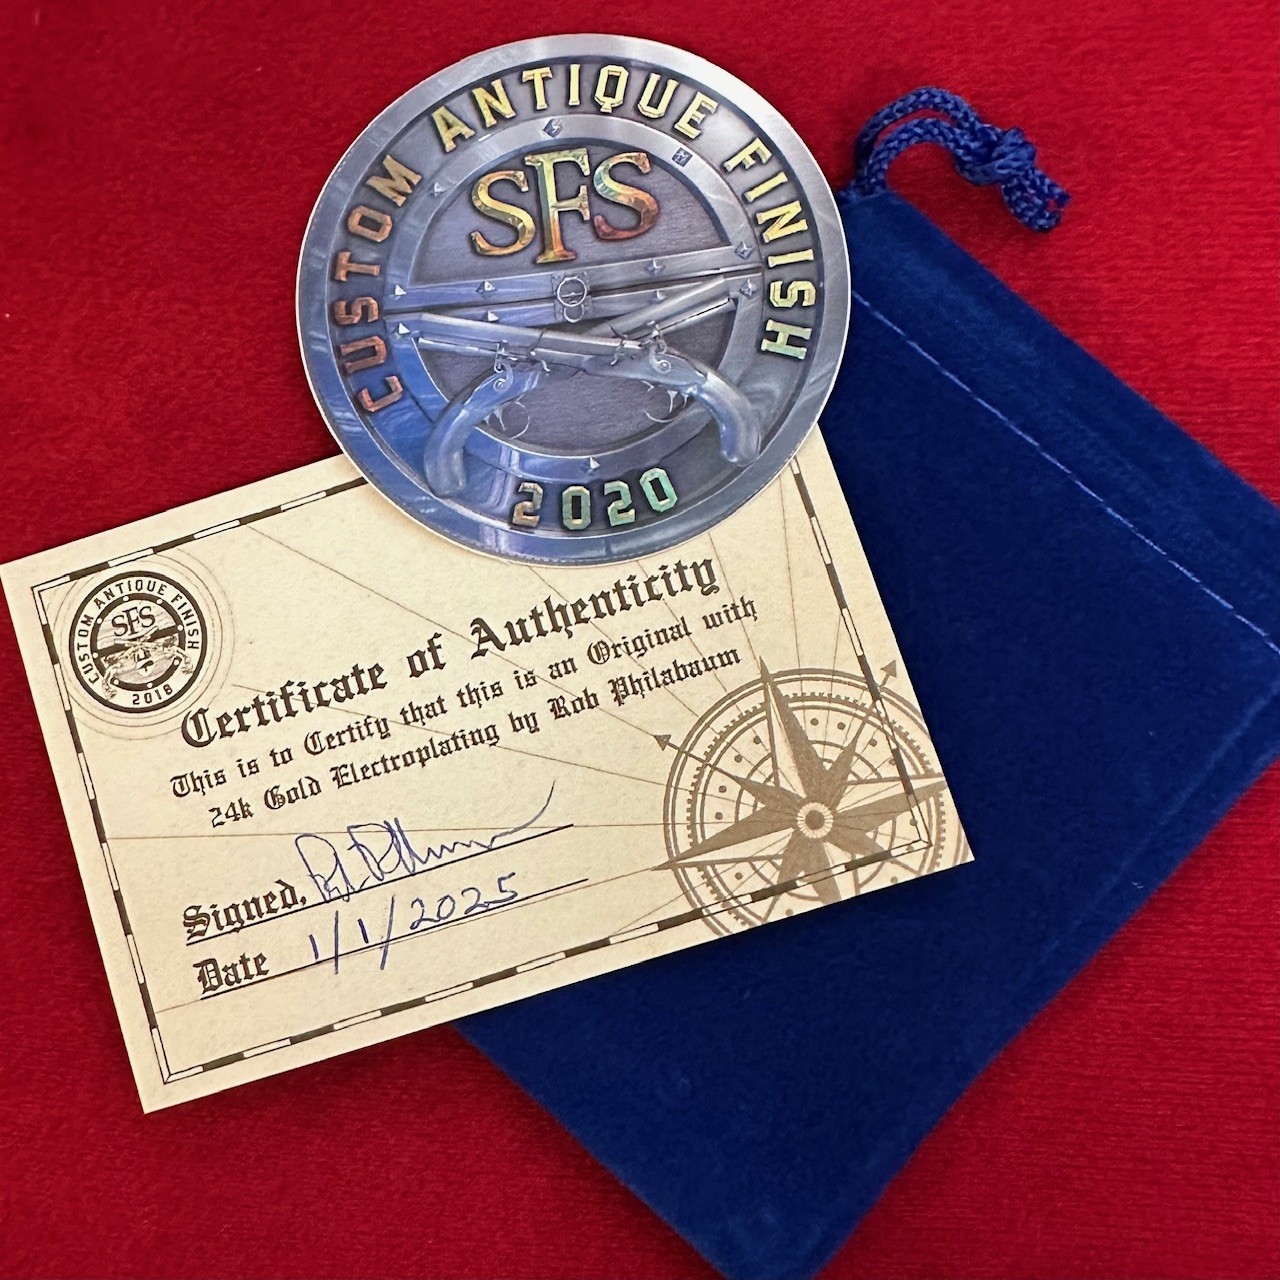 CUSTOM ANTIQUE FINISH
SFS
2020
CUSTOM ANTIQUE FINISH
SFS
2018
Certificate of Authenticity
This is to Certify that this is an Original with
24k Gold Electroplating by Rob Philabaum
Signed,
Date 1/1/2025